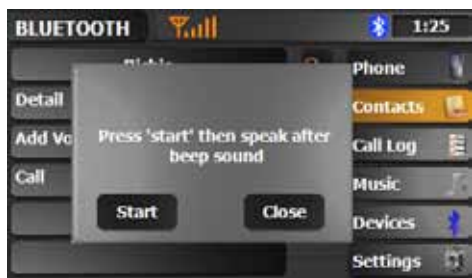 BLUETOOTH 1:25
Phone
Detail
Contacts
Add Vo
Press 'start' then speak after
beep sound
Call Log
Call
Music
Start Close
Devices
Settings